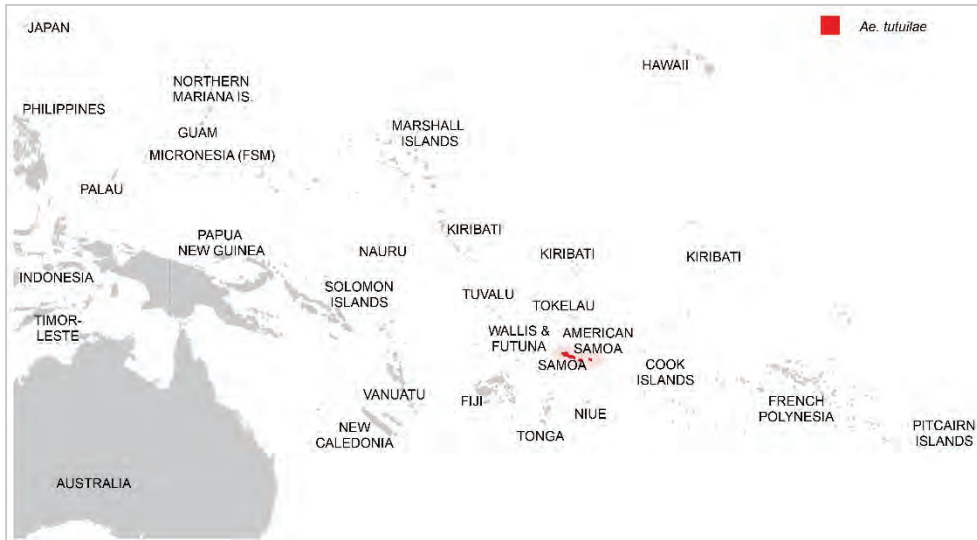 JAPAN
Ae. tutuilae
HAWAII
NORTHERN
MARIANA IS.
PHILIPPINES
GUAM
MARSHALL
ISLANDS
MICRONESIA (FSM)
PALAU
KIRIBATI
PAPUA
NEW GUINEA
NAURU
KIRIBATI
KIRIBATI
INDONESIA
SOLOMON
ISLANDS
TUVALU
TOKELAU
TIMOR-
LESTE
WALLIS &
FUTUNA
AMERICAN
SAMOA
SAMOA
COOK
ISLANDS
VANUATU
FIJI
FRENCH
POLYNESIA
NIUE
NEW
CALEDONIA
TONGA
PITCAIRN
ISLANDS
AUSTRALIA